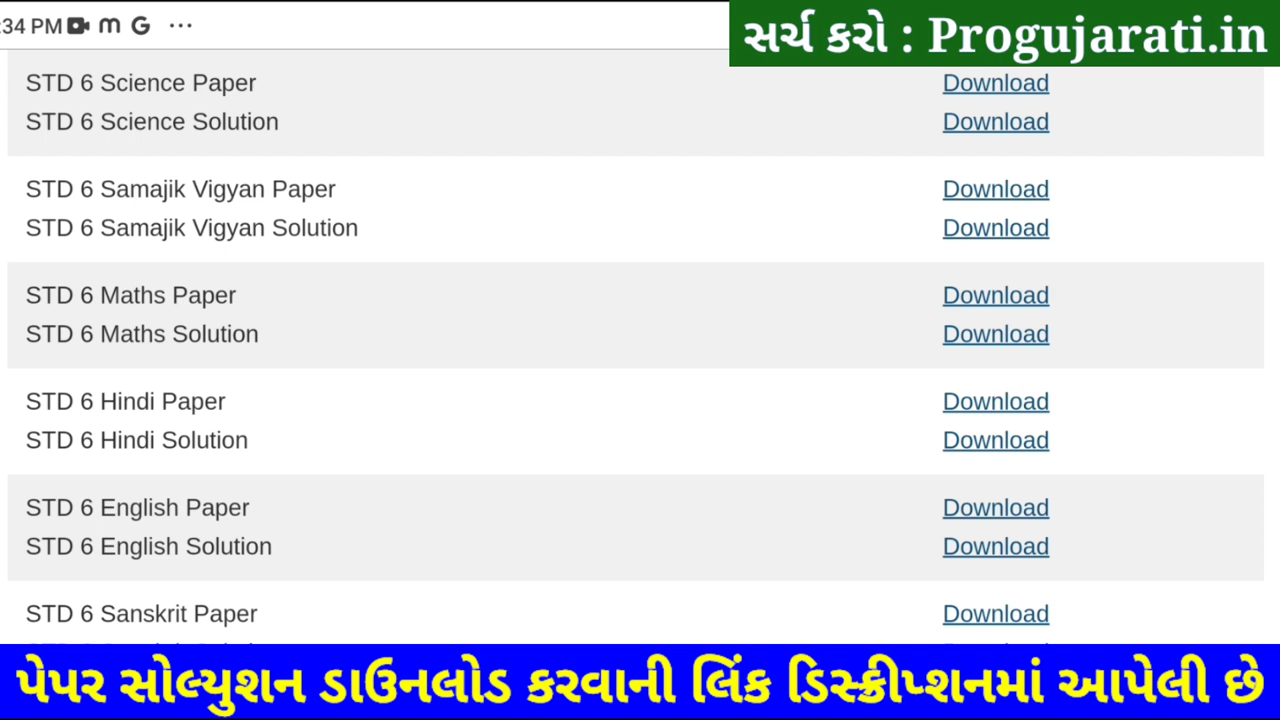 :34 PM
સર્ચ કરો : Progujarati.in
STD 6 Science Paper Download
STD 6 Science Solution Download
STD 6 Samajik Vigyan Paper Download
STD 6 Samajik Vigyan Solution Download
STD 6 Maths Paper Download
STD 6 Maths Solution Download
STD 6 Hindi Paper Download
STD 6 Hindi Solution Download
STD 6 English Paper Download
STD 6 English Solution Download
STD 6 Sanskrit Paper Download
પેપર સોલ્યુશન ડાઉનલોડ કરવાની લિંક ડિસ્ક્રીપ્શનમાં આપેલી છે